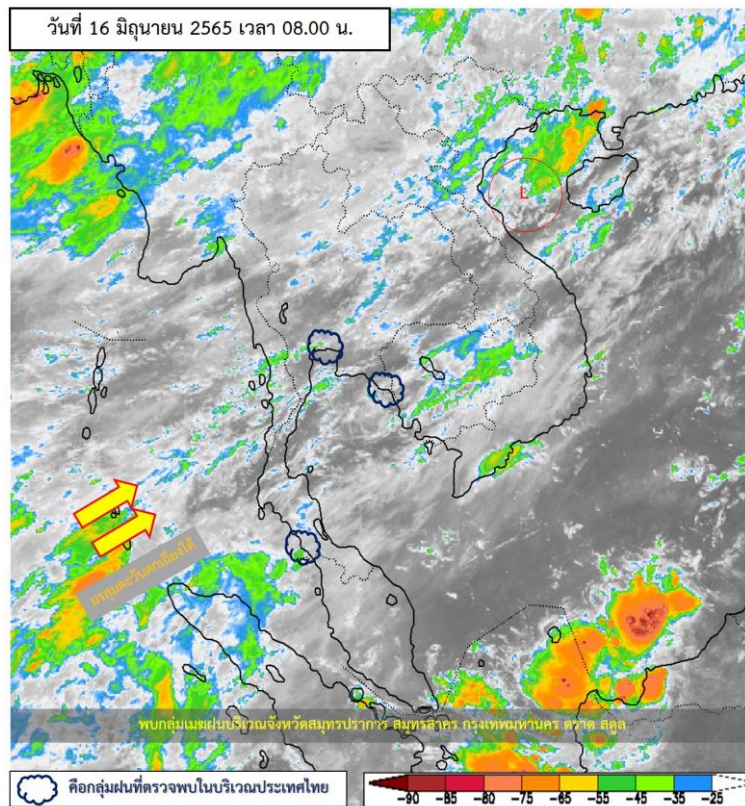 วันที่ 16 มิถุนายน 2565 เวลา 08.00 น.
L
มรสุมตะวันตกเฉียงใต้
พบกลุ่มเมฆฝนบริเวณจังหวัดสมุทรปราการ สมุทรสาคร กรุงเทพมหานคร ตราด สตูล
คือกลุ่มฝนที่ตรวจพบในบริเวณประเทศไทย
-90 -85 -80 -75 -65 -55 -45 -35 -25